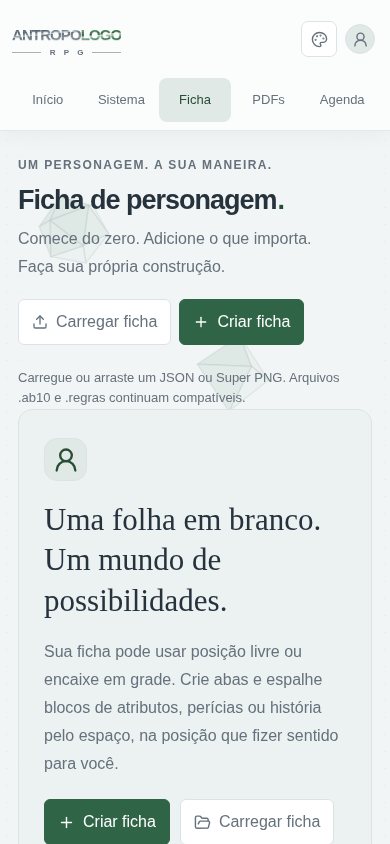 ANTROPOLOGO
RPG
Início Sistema Ficha PDFs Agenda
UM PERSONAGEM. A SUA MANEIRA.
Ficha de personagem.
Comece do zero. Adicione o que importa.
Faça sua própria construção.
Carregar ficha Criar ficha
Carregue ou arraste um JSON ou Super PNG. Arquivos
.ab10 e .regras continuam compatíveis.
Uma folha em branco.
Um mundo de
possibilidades.
Sua ficha pode usar posição livre ou
encaixe em grade. Crie abas e espalhe
blocos de atributos, perícias ou história
pelo espaço, na posição que fizer sentido
para você.
Criar ficha Carregar ficha